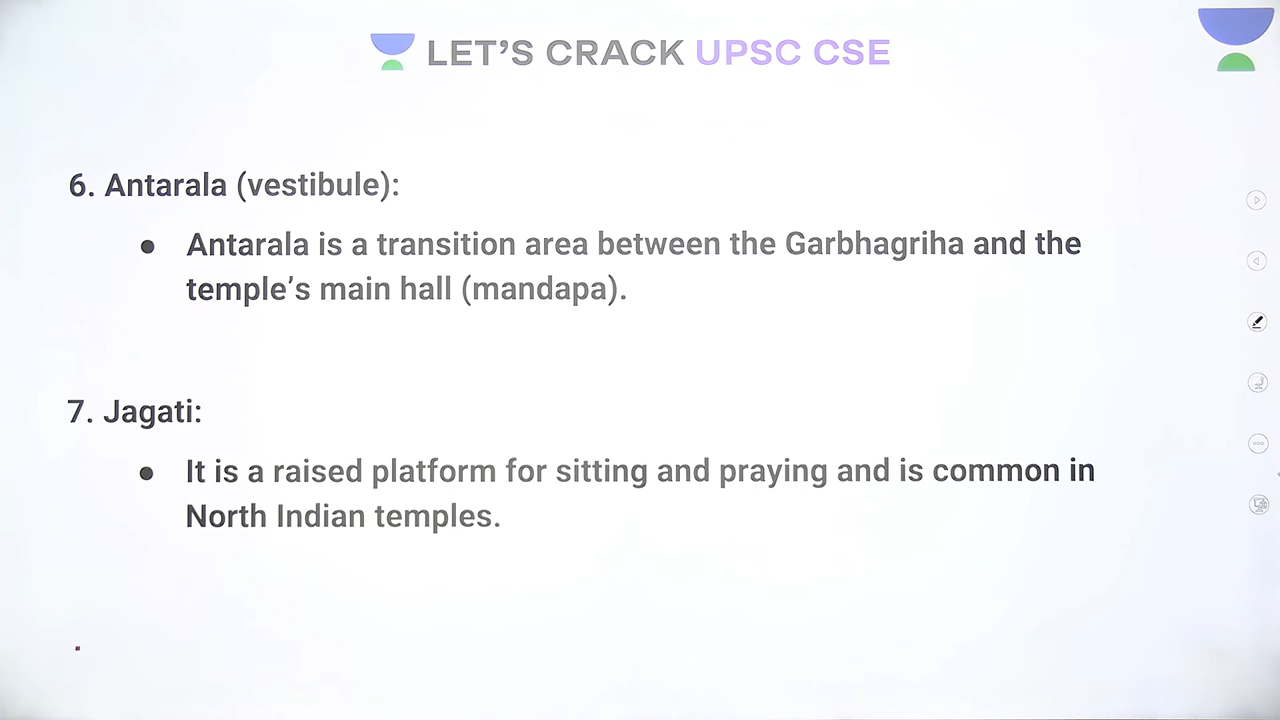 LET’S CRACK UPSC CSE
6. Antarala (vestibule):
● Antarala is a transition area between the Garbhagriha and the
temple’s main hall (mandapa).
7. Jagati:
● It is a raised platform for sitting and praying and is common in
North Indian temples.